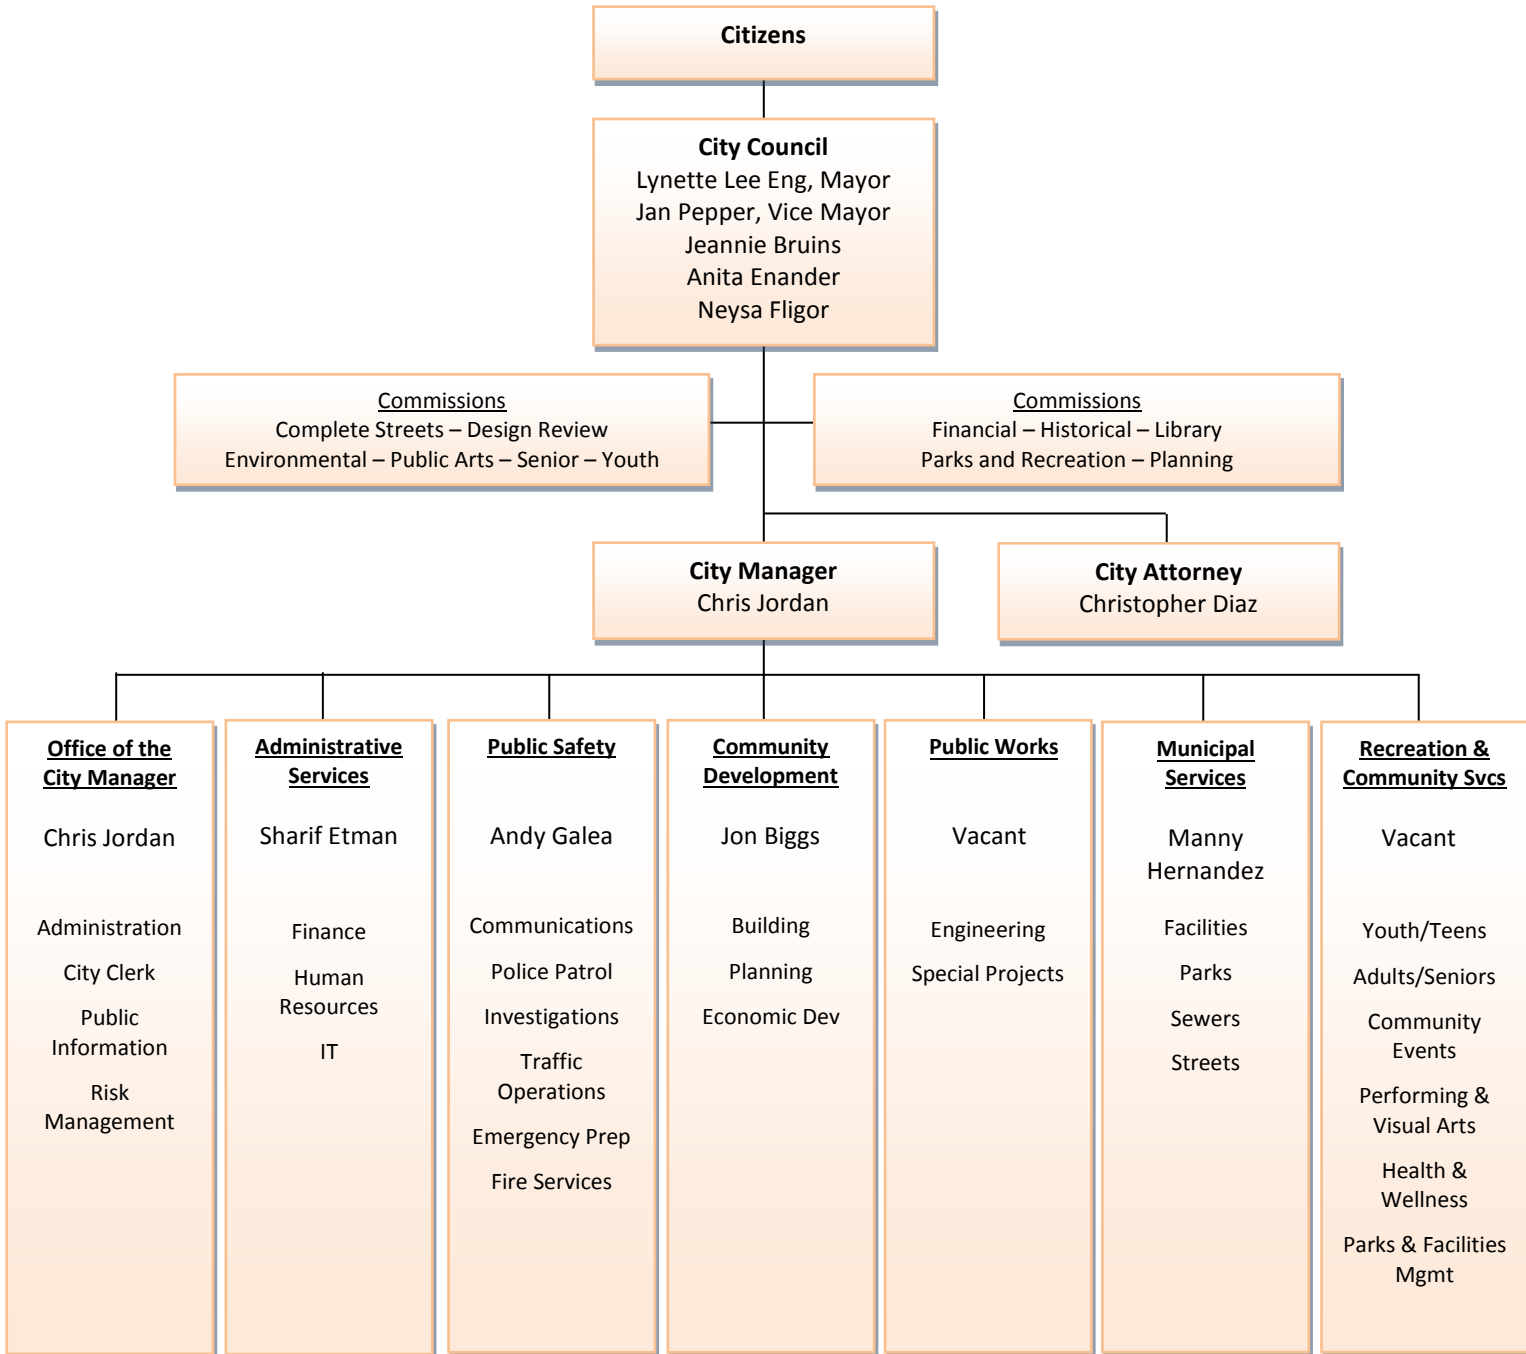 Citizens
City Council
Lynette Lee Eng, Mayor
Jan Pepper, Vice Mayor
Jeannie Bruins
Anita Enander
Neysa Fligor
Commissions
Complete Streets – Design Review
Environmental – Public Arts – Senior – Youth
Commissions
Financial – Historical – Library
Parks and Recreation – Planning
City Manager
Chris Jordan
City Attorney
Christopher Diaz
Office of the
City Manager
Chris Jordan
Administration
City Clerk
Public
Information
Risk
Management
Administrative
Services
Sharif Etman
Finance
Human
Resources
IT
Public Safety
Andy Galea
Communications
Police Patrol
Investigations
Traffic
Operations
Emergency Prep
Fire Services
Community
Development
Jon Biggs
Building
Planning
Economic Dev
Public Works
Vacant
Engineering
Special Projects
Municipal
Services
Manny
Hernandez
Facilities
Parks
Sewers
Streets
Recreation &
Community Svcs
Vacant
Youth/Teens
Adults/Seniors
Community
Events
Performing &
Visual Arts
Health &
Wellness
Parks & Facilities
Mgmt